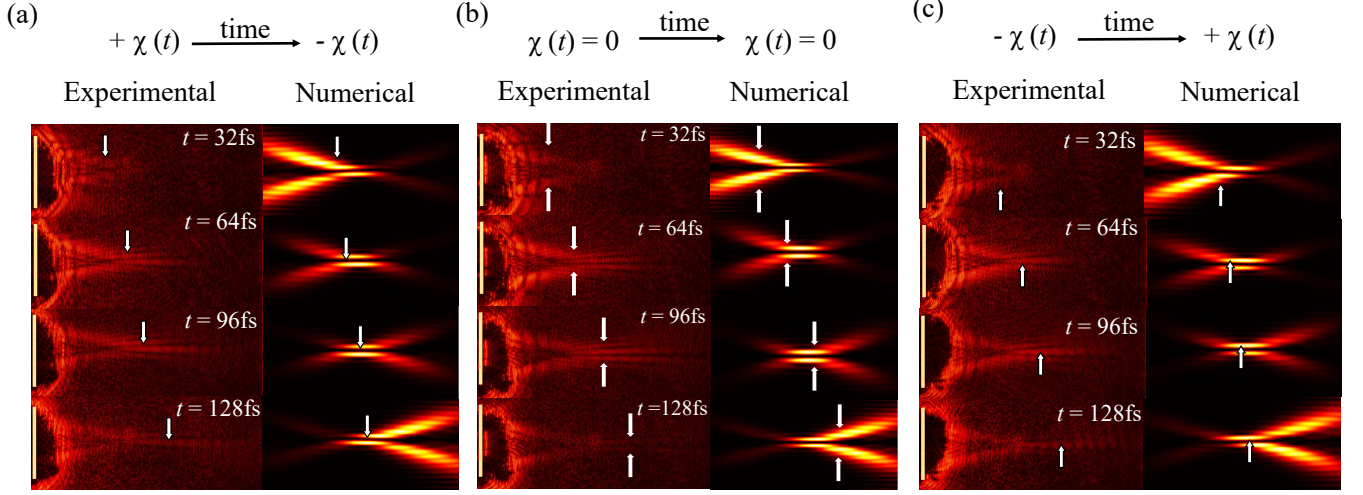 (a)
+ χ (t) time - χ (t)
Experimental Numerical
t = 32fs
t = 64fs
t = 96fs
t = 128fs
(b)
χ (t) = 0 time χ (t) = 0
Experimental Numerical
t = 32fs
t = 64fs
t = 96fs
t =128fs
(c)
- χ (t) time + χ (t)
Experimental Numerical
t = 32fs
t = 64fs
t = 96fs
t = 128fs